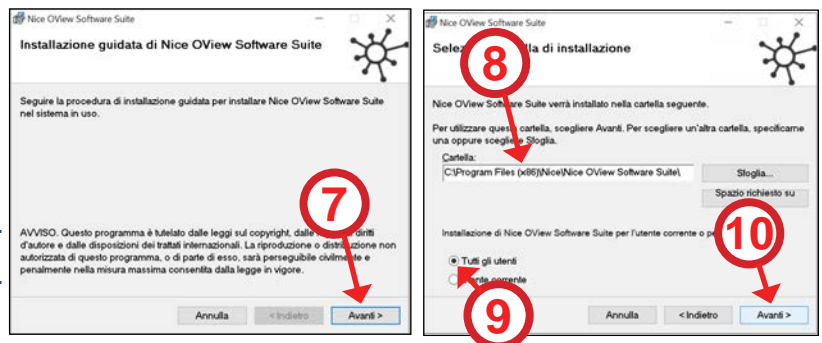 Nice OView Software Suite
Installazione guidata di Nice OView Software Suite
Seguire la procedura di installazione guidata per installare Nice OView Software Suite
nel sistema in uso.
7
AVVISO. Questo programma è tutelato dalle leggi sul copyright, dalle diritti
d'autore e dalle disposizioni dei trattati internazionali. La riproduzione o distribuzione non
autorizzata di questo programma, o di parte di esso, sarà perseguibile civilmente e
penalmente nella misura massima consentita dalla legge in vigore.
Annulla
< Indietro
Avanti >
Nice OView Software Suite
di installazione
8
Nice OView Software Suite verrà installato nella cartella seguente.
Per utilizzare questa cartella, scegliere Avanti. Per scegliere un'altra cartella, specificarne
una oppure scegliere Sfoglia.
Cartella:
C:\Program Files (x86)\Nice\Nice OView Software Suite\
Sfoglia...
Spazio richiesto su
Installazione di Nice OView Software Suite per l'utente corrente o
10
Tutti gli utenti
Utente corrente
9
Annulla
< Indietro
Avanti >